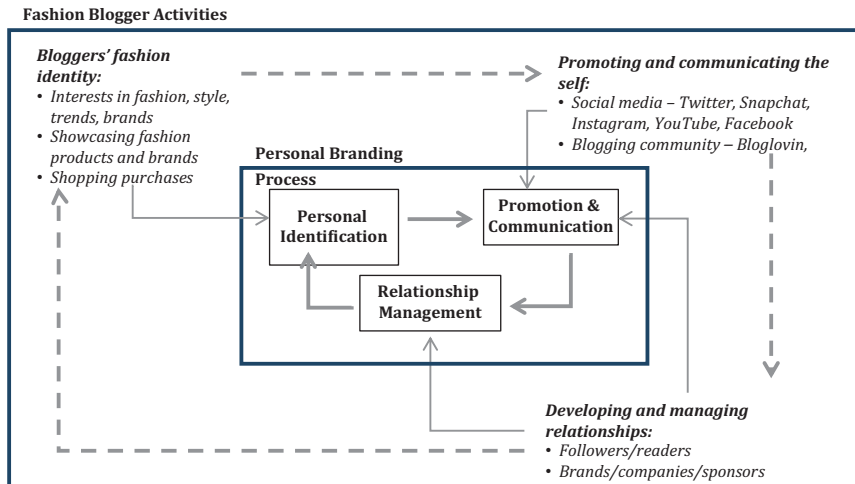 Fashion Blogger Activities
Bloggers’ fashion
identity:
• Interests in fashion, style,
trends, brands
• Showcasing fashion
products and brands
• Shopping purchases
Promoting and communicating the
self:
• Social media – Twitter, Snapchat,
Instagram, YouTube, Facebook
• Blogging community – Bloglovin,
Personal Branding
Process
Personal
Identification
Promotion &
Communication
Relationship
Management
Developing and managing
relationships:
• Followers/readers
• Brands/companies/sponsors